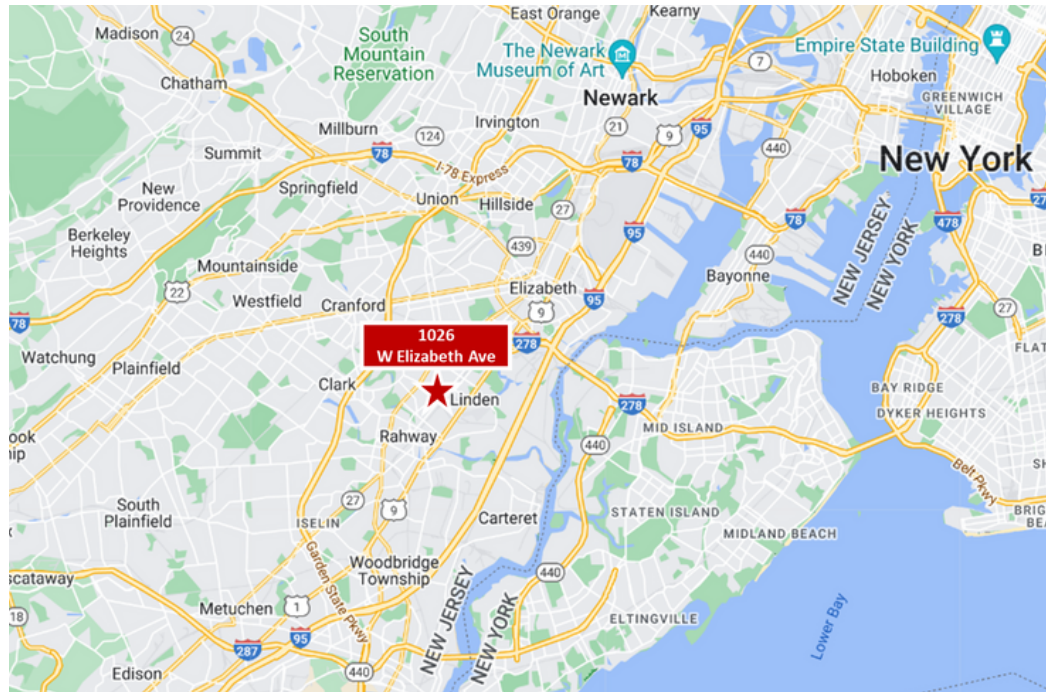 East Orange
Kearny
Madison
24
South
Mountain
Reservation
The Newark
Museum of Art
Empire State Building
7
Hoboken
Chatham
Newark
GREENWICH
VILLAGE
Millburn
124
Irvington
21
9
95
440
Summit
78
I-78 Express
78
New York
New
Providence
Springfield
Union
Hillside
27
78
478
Berkeley
Heights
439
95
440
NEW JERSEY
NEW YORK
Mountainside
Bayonne
22
Westfield
Cranford
Elizabeth
95
9
27
78
278
1026
W Elizabeth Ave
278
Watchung
Plainfield
Clark
Linden
278
BAY RIDGE
DYKER HEIGHTS
MID ISLAND
Rahway
440
Belt Pkwy
South
Plainfield
27
9
ISELIN
Carteret
STATEN ISLAND
MIDLAND BEACH
Garden State Pkwy
Woodbridge
Township
440
NEW JERSEY
NEW YORK
Metuchen
1
18
95
287
ELTINGVILLE
Lower Bay
Edison
440